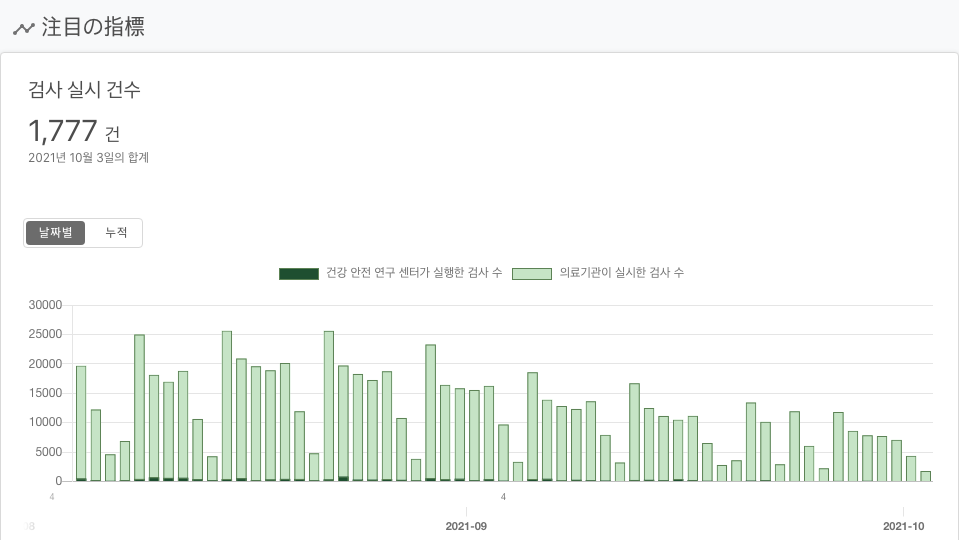 注目の指標
검사 실시 건수
1,777 건
2021년 10월 3일의 합계
날짜별 누적
건강 안전 연구 센터가 실행한 검사 수 의료기관이 실시한 검사 수
30000
25000
20000
15000
10000
5000
0
4 4
2021-09 2021-10